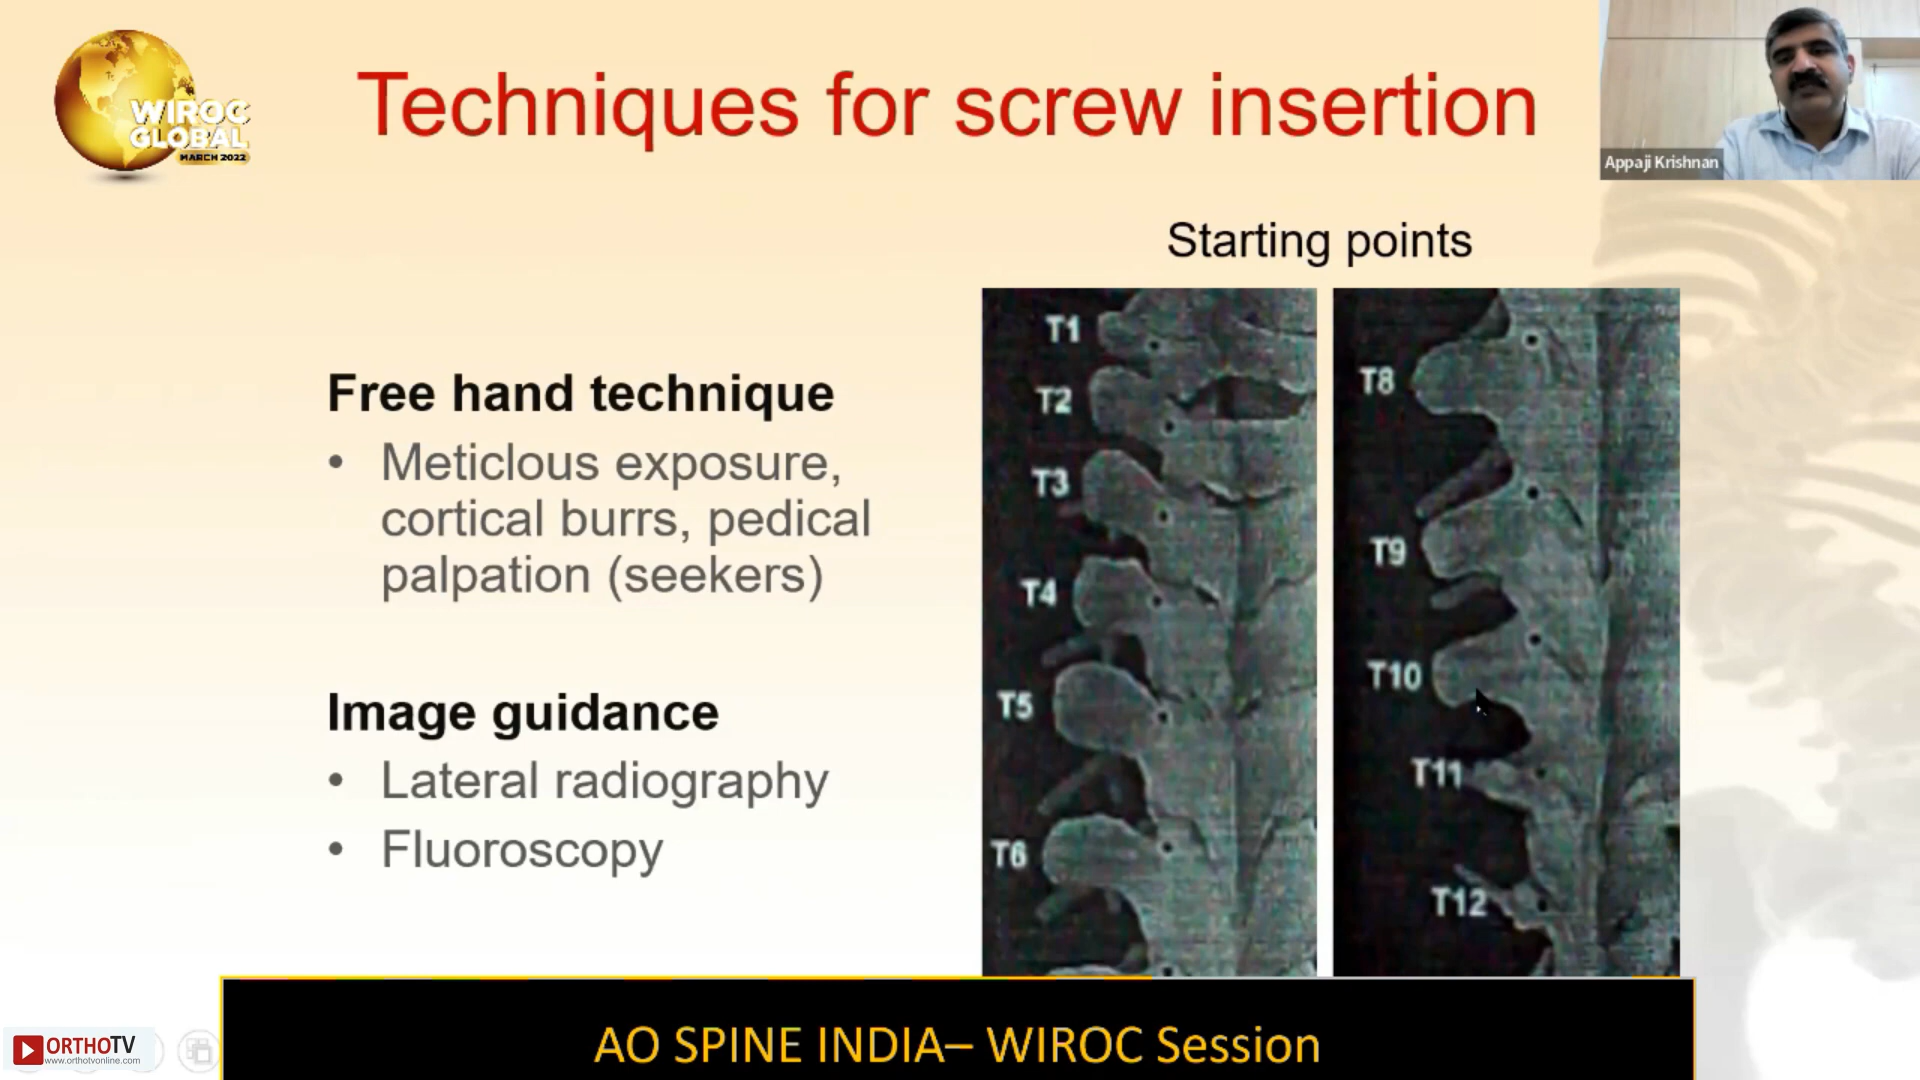 WIROC
GLOBAL
MARCH 2022
Techniques for screw insertion
Appaji Krishnan
Starting points
Free hand technique
• Meticlous exposure,
cortical burrs, pedical
palpation (seekers)
Image guidance
• Lateral radiography
• Fluoroscopy
T1
T2
T3
T4
T5
T6
T8
T9
T10
T11
T12
AO SPINE INDIA– WIROC Session
ORTHOTV
www.orthotvonline.com